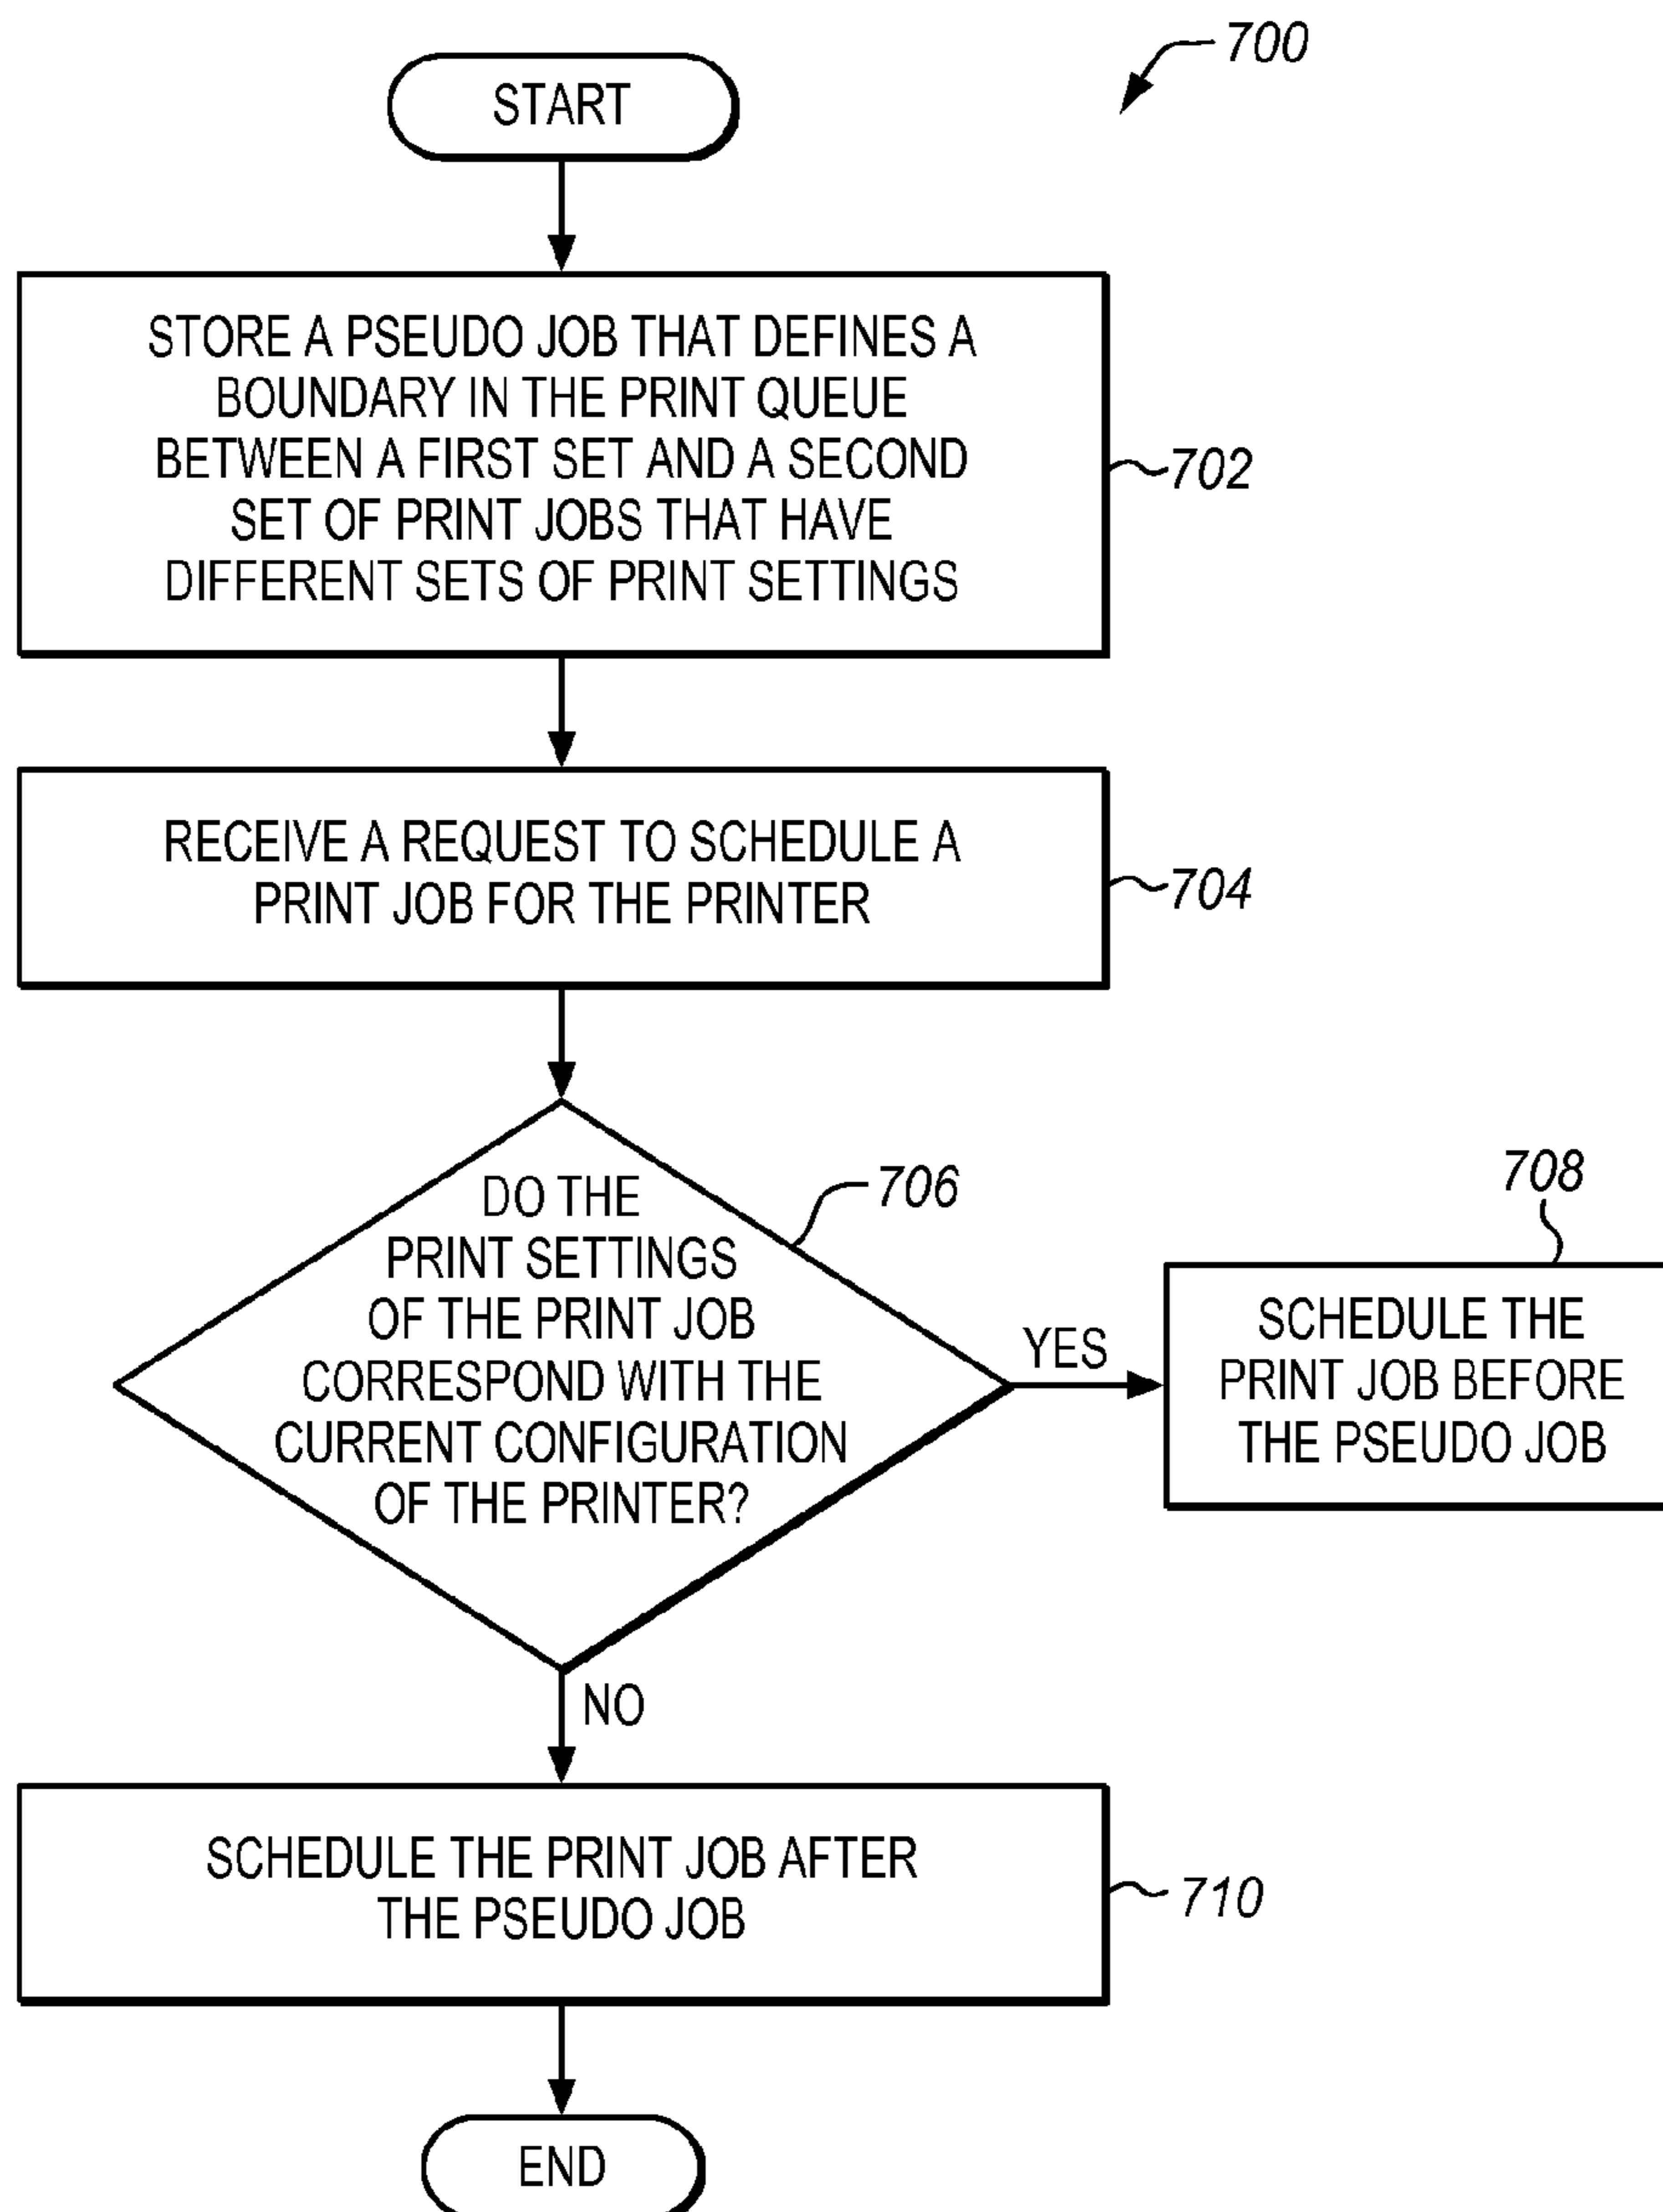 700
START
STORE A PSEUDO JOB THAT DEFINES A
BOUNDARY IN THE PRINT QUEUE
BETWEEN A FIRST SET AND A SECOND
SET OF PRINT JOBS THAT HAVE
DIFFERENT SETS OF PRINT SETTINGS
702
RECEIVE A REQUEST TO SCHEDULE A
PRINT JOB FOR THE PRINTER
704
DO THE
PRINT SETTINGS
OF THE PRINT JOB
CORRESPOND WITH THE
CURRENT CONFIGURATION
OF THE PRINTER?
706
YES
708
SCHEDULE THE
PRINT JOB BEFORE
THE PSEUDO JOB
NO
SCHEDULE THE PRINT JOB AFTER
THE PSEUDO JOB
710
END